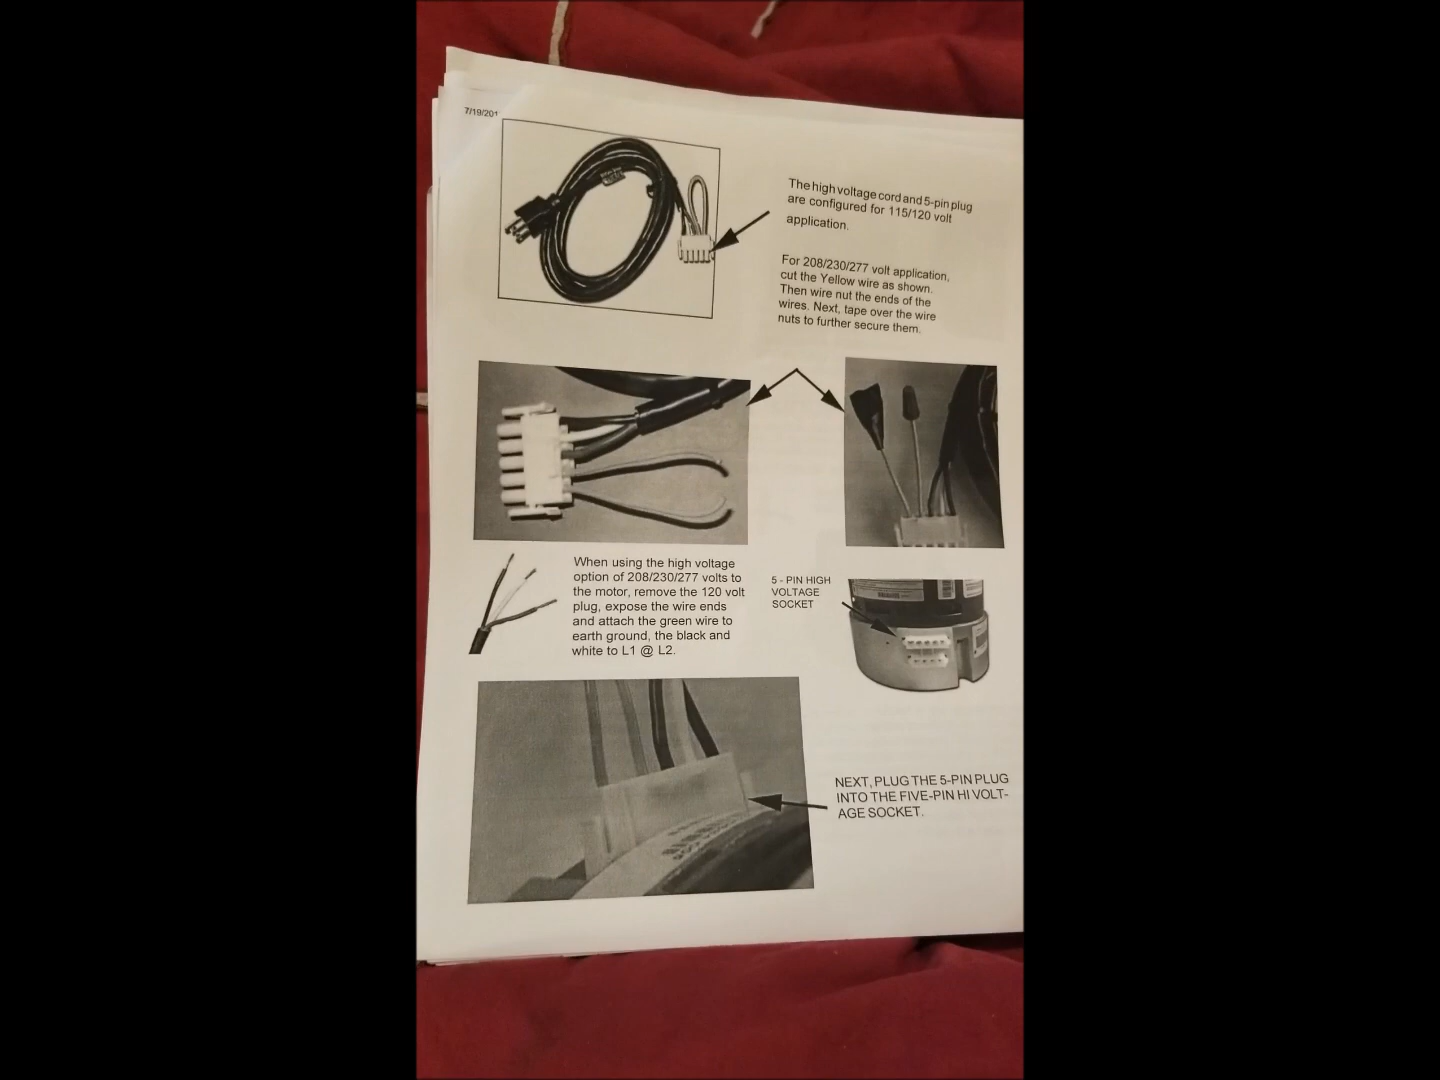 7/19/201
The high voltage cord and 5-pin plug
are configured for 115/120 volt
application.
For 208/230/277 volt application,
cut the Yellow wire as shown.
Then wire nut the ends of the
wires. Next, tape over the wire
nuts to further secure them.
When using the high voltage
option of 208/230/277 volts to
the motor, remove the 120 volt
plug, expose the wire ends
and attach the green wire to
earth ground, the black and
white to L1 @ L2.
5 - PIN HIGH
VOLTAGE
SOCKET
NEXT, PLUG THE 5-PIN PLUG
INTO THE FIVE-PIN HI VOLT-
AGE SOCKET.